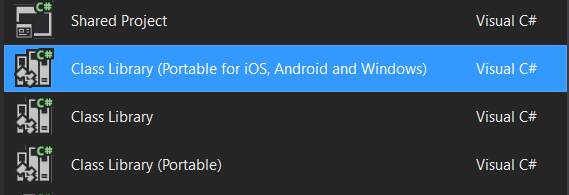 C#
Shared Project Visual C#
C#
Class Library (Portable for iOS, Android and Windows) Visual C#
C#
Class Library Visual C#
C#
Class Library (Portable) Visual C#
C#